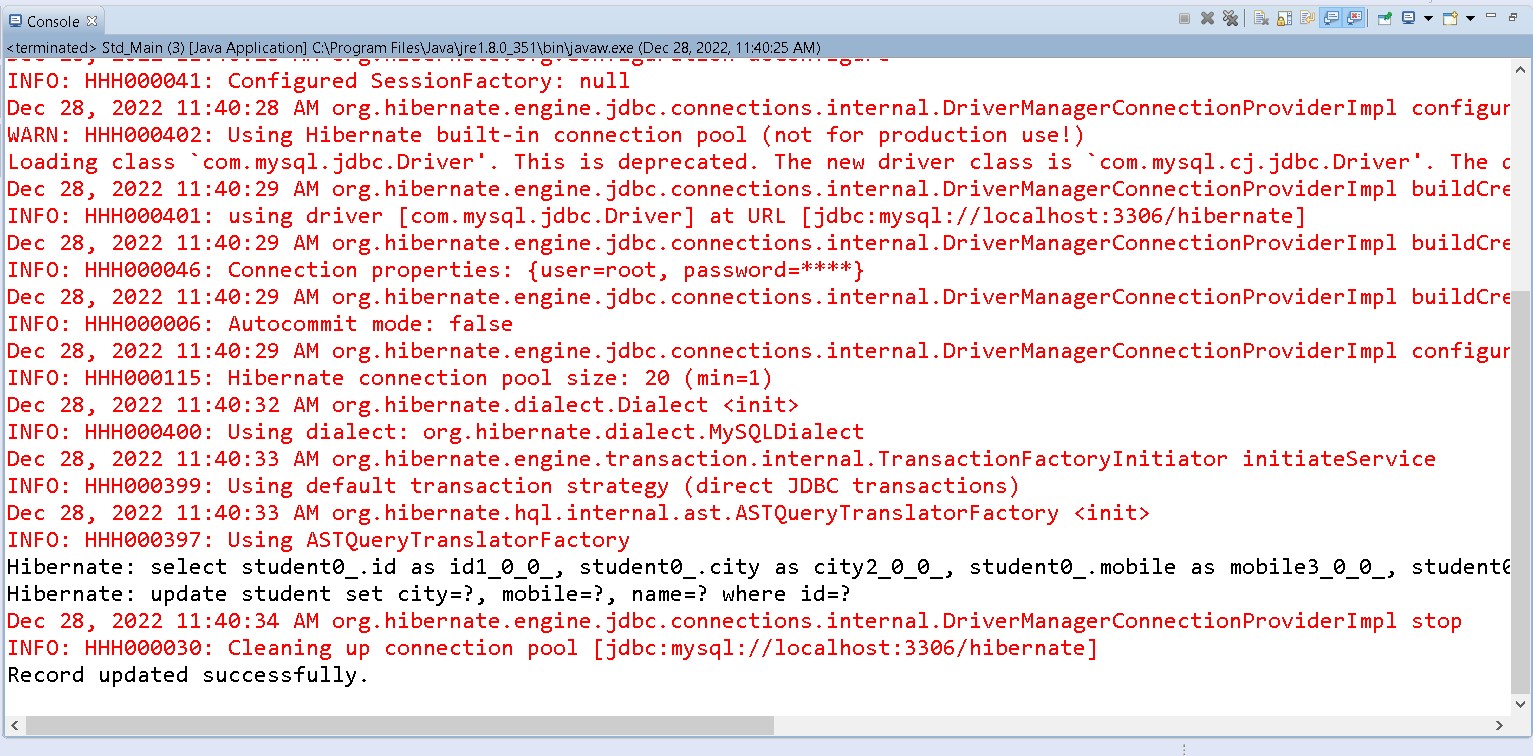 Console
<terminated> Std_Main (3) [Java Application] C:\Program Files\Java\jre1.8.0_351\bin\javaw.exe (Dec 28, 2022, 11:40:25 AM)
INFO: HHH000041: Configured SessionFactory: null
Dec 28, 2022 11:40:28 AM org.hibernate.engine.jdbc.connections.internal.DriverManagerConnectionProviderImpl configur
WARN: HHH000402: Using Hibernate built-in connection pool (not for production use!)
Loading class `com.mysql.jdbc.Driver'. This is deprecated. The new driver class is `com.mysql.cj.jdbc.Driver'. The
Dec 28, 2022 11:40:29 AM org.hibernate.engine.jdbc.connections.internal.DriverManagerConnectionProviderImpl buildCre
INFO: HHH000401: using driver [com.mysql.jdbc.Driver] at URL [jdbc:mysql://localhost:3306/hibernate]
Dec 28, 2022 11:40:29 AM org.hibernate.engine.jdbc.connections.internal.DriverManagerConnectionProviderImpl buildCre
INFO: HHH000046: Connection properties: {user=root, password=****}
Dec 28, 2022 11:40:29 AM org.hibernate.engine.jdbc.connections.internal.DriverManagerConnectionProviderImpl buildCre
INFO: HHH000006: Autocommit mode: false
Dec 28, 2022 11:40:29 AM org.hibernate.engine.jdbc.connections.internal.DriverManagerConnectionProviderImpl configur
INFO: HHH000115: Hibernate connection pool size: 20 (min=1)
Dec 28, 2022 11:40:32 AM org.hibernate.dialect.Dialect <init>
INFO: HHH000400: Using dialect: org.hibernate.dialect.MySQLDialect
Dec 28, 2022 11:40:33 AM org.hibernate.engine.transaction.internal.TransactionFactoryInitiator initiateService
INFO: HHH000399: Using default transaction strategy (direct JDBC transactions)
Dec 28, 2022 11:40:33 AM org.hibernate.hql.internal.ast.ASTQueryTranslatorFactory <init>
INFO: HHH000397: Using ASTQueryTranslatorFactory
Hibernate: select student0_.id as id1_0_0_, student0_.city as city2_0_0_, student0_.mobile as mobile3_0_0_, student0
Hibernate: update student set city=?, mobile=?, name=? where id=?
Dec 28, 2022 11:40:34 AM org.hibernate.engine.jdbc.connections.internal.DriverManagerConnectionProviderImpl stop
INFO: HHH000030: Cleaning up connection pool [jdbc:mysql://localhost:3306/hibernate]
Record updated successfully.